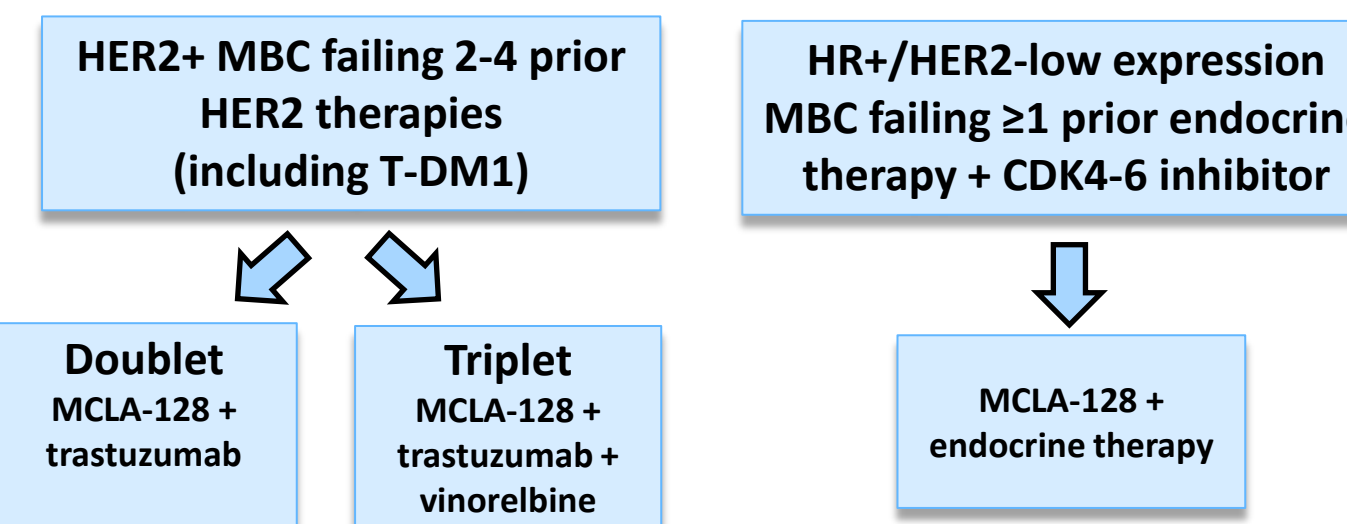 HER2+ MBC failing 2-4 prior
HER2 therapies
(including T-DM1)
HR+/HER2-low expression
MBC failing ≥1 prior endocrine
therapy + CDK4-6 inhibitor
Doublet
MCLA-128 +
trastuzumab
Triplet
MCLA-128 +
trastuzumab +
vinorelbine
MCLA-128 +
endocrine therapy